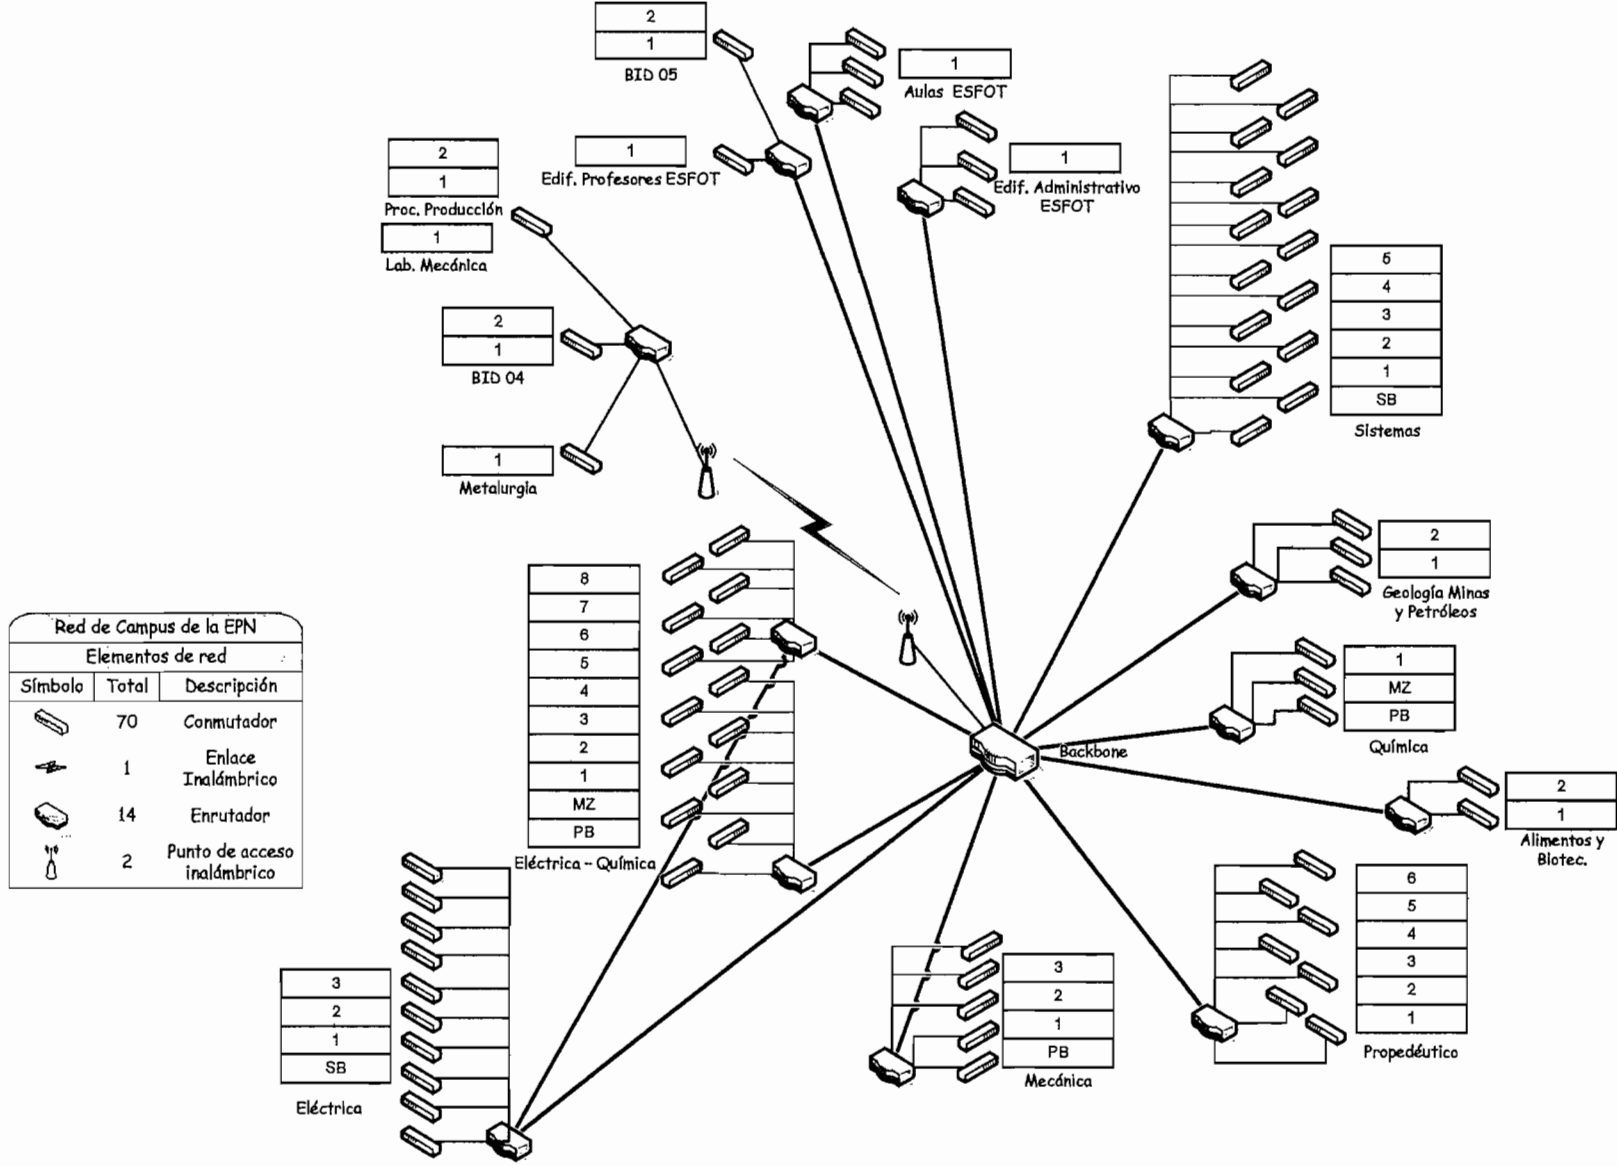 2
1
BID 05
1
Aulas ESFOT
1
Edif. Profesores ESFOT
1
Edif. Administrativo
ESFOT
2
1
Proc. Producción
1
Lab. Mecánica
2
1
BID 04
1
Metalurgia
5
4
3
2
1
SB
Sistemas
2
1
Geología Minas
y Petróleos
1
MZ
PB
Química
Backbone
2
1
Alimentos y
Biotec.
8
7
6
5
4
3
2
1
MZ
PB
Eléctrica - Química
Red de Campus de la EPN
Elementos de red
Símbolo Total Descripción
70 Conmutador
1 Enlace
Inalámbrico
14 Enrutador
2 Punto de acceso
inalámbrico
3
2
1
SB
Eléctrica
3
2
1
PB
Mecánica
6
5
4
3
2
1
Propedéutico